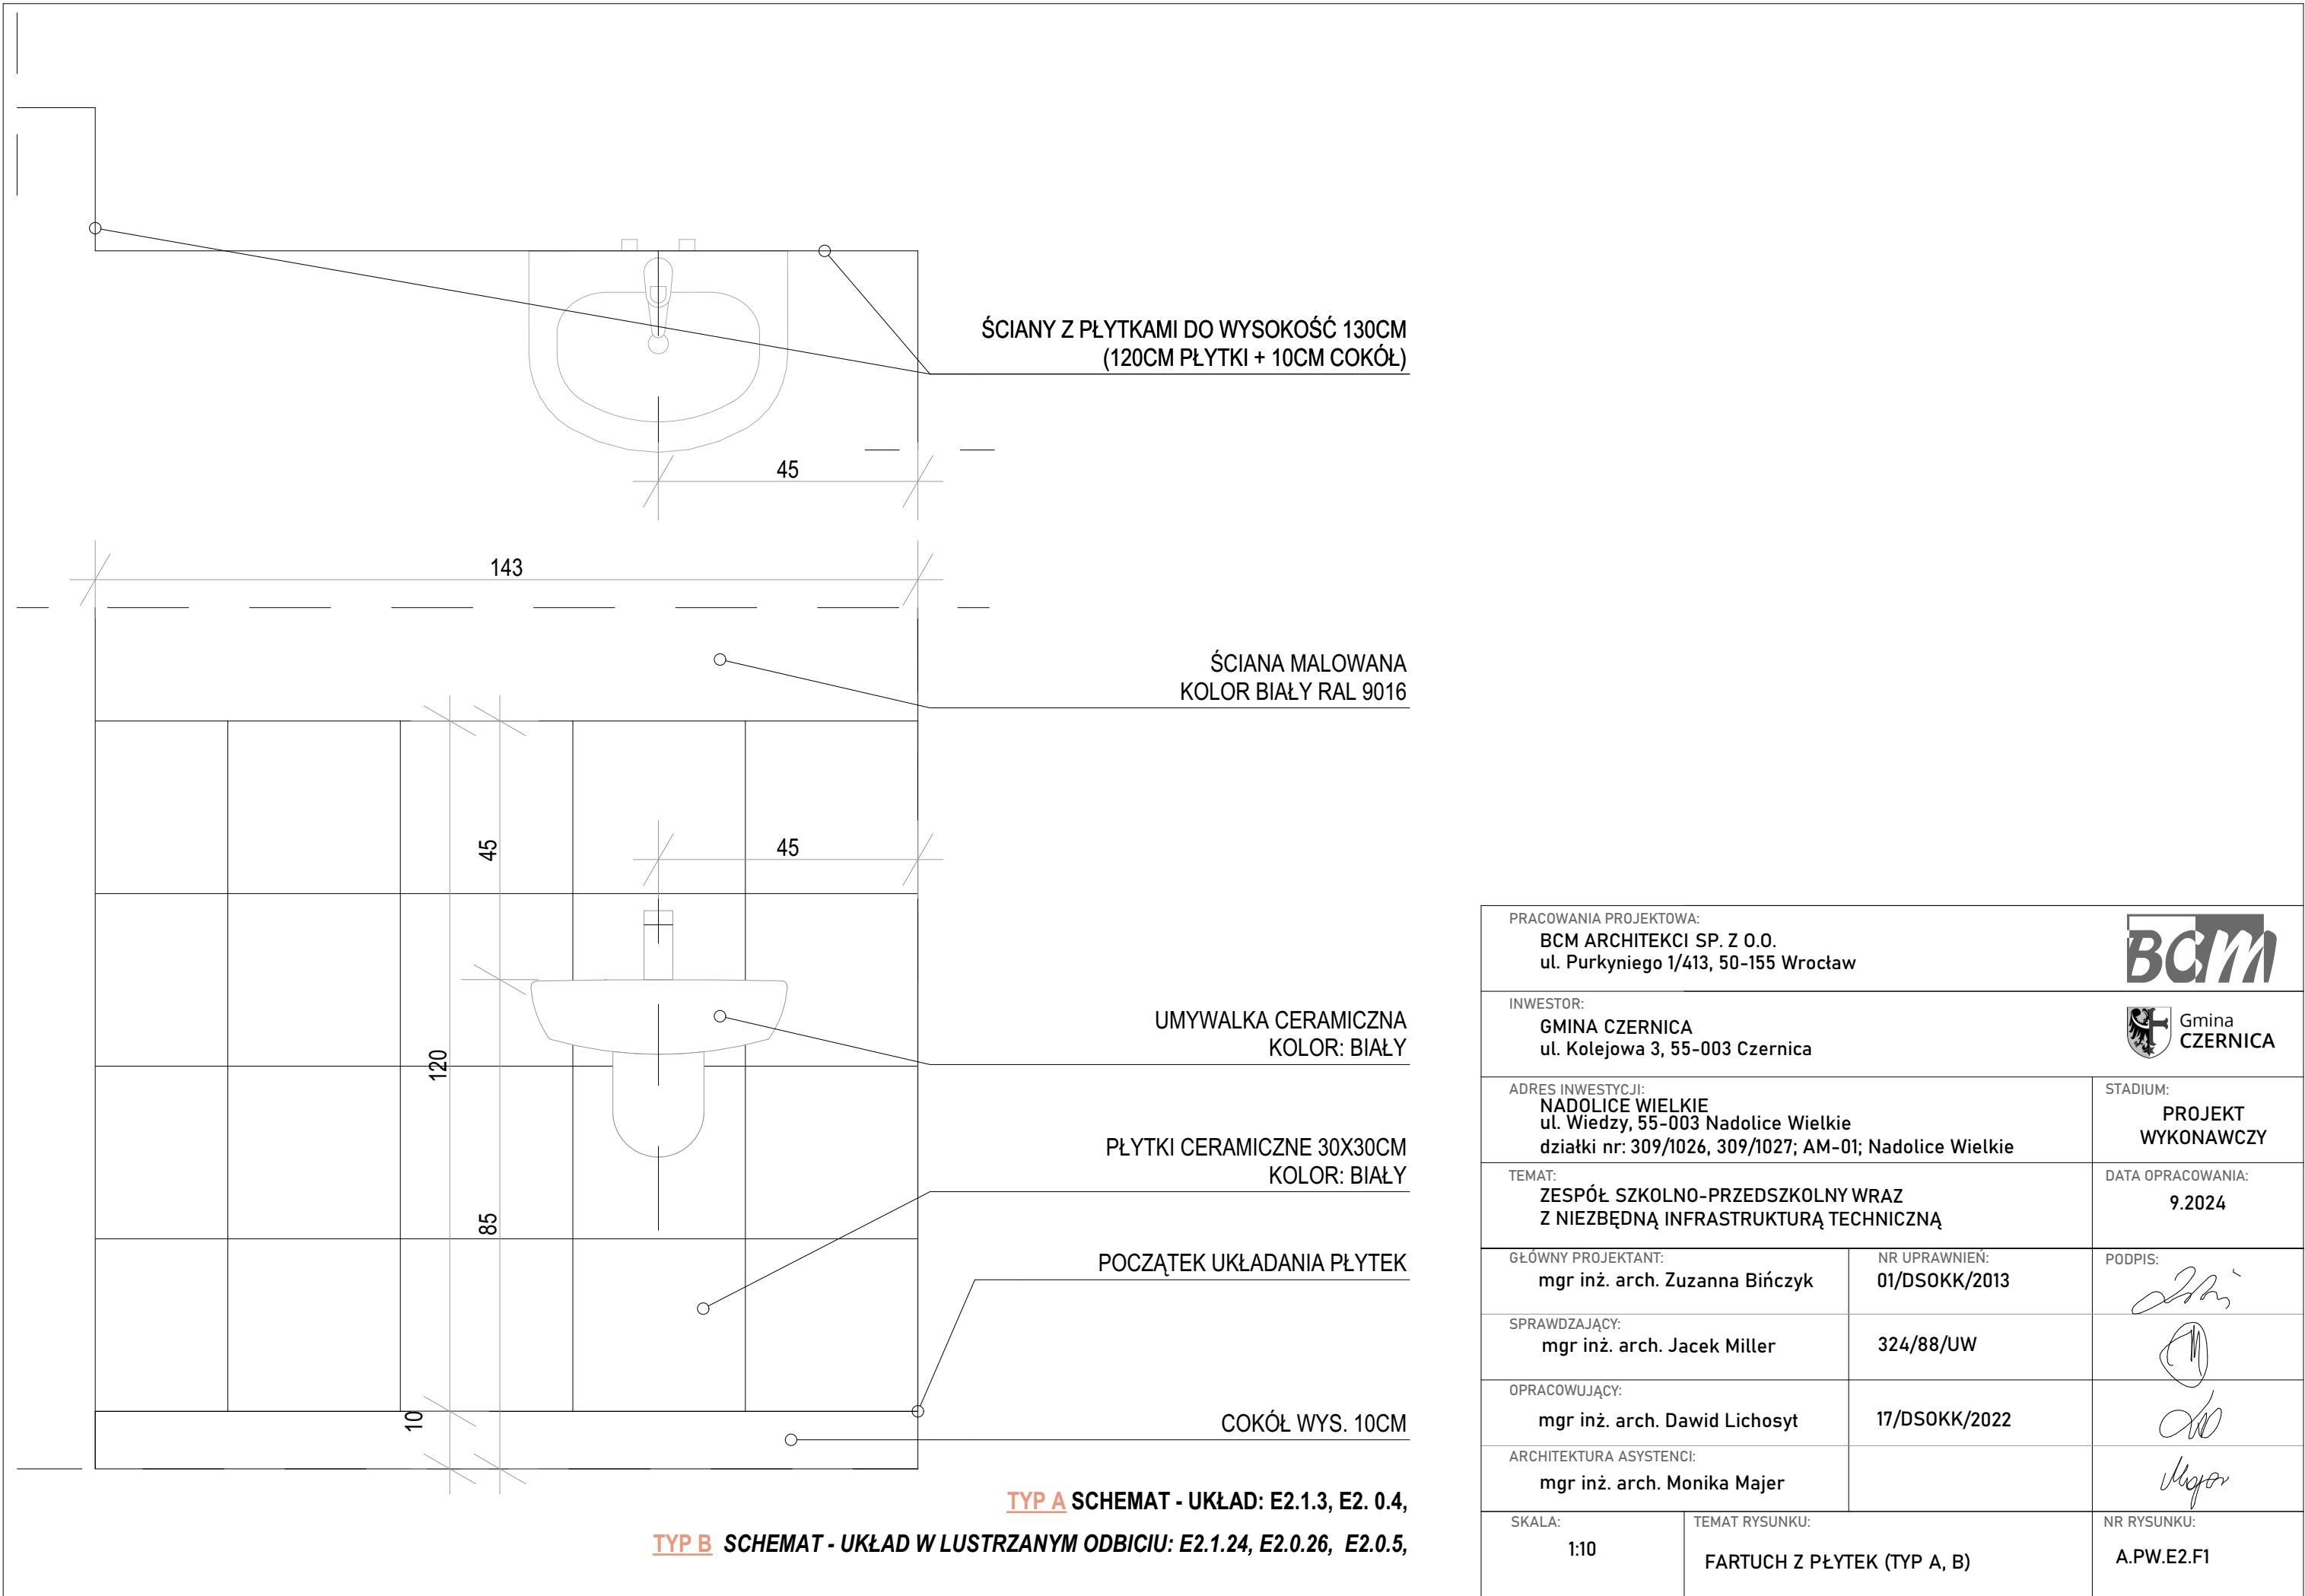 ŚCIANY Z PŁYTKAMI DO WYSOKOŚĆ 130CM
(120CM PŁYTKI + 10CM COKÓŁ)
45
143
ŚCIANA MALOWANA
KOLOR BIAŁY RAL 9016
45
45
UMYWALKA CERAMICZNA
KOLOR: BIAŁY
120
PŁYTKI CERAMICZNE 30X30CM
KOLOR: BIAŁY
85
POCZĄTEK UKŁADANIA PŁYTEK
10
COKÓŁ WYS. 10CM
TYP A SCHEMAT - UKŁAD: E2.1.3, E2. 0.4,
TYP B SCHEMAT - UKŁAD W LUSTRZANYM ODBICIU: E2.1.24, E2.0.26, E2.0.5,
PRACOWANIA PROJEKTOWA:
BCM ARCHITEKCI SP. Z O.O.
ul. Purkyniego 1/413, 50-155 Wrocław
BCM
INWESTOR:
GMINA CZERNICA
ul. Kolejowa 3, 55-003 Czernica
Gmina
CZERNICA
ADRES INWESTYCJI:
NADOLICE WIELKIE
ul. Wiedzy, 55-003 Nadolice Wielkie
działki nr: 309/1026, 309/1027; AM-01; Nadolice Wielkie
STADIUM:
PROJEKT
WYKONAWCZY
TEMAT:
ZESPÓŁ SZKOLNO-PRZEDSZKOLNY WRAZ
Z NIEZBĘDNĄ INFRASTRUKTURĄ TECHNICZNĄ
DATA OPRACOWANIA:
9.2024
GŁÓWNY PROJEKTANT:
mgr inż. arch. Zuzanna Bińczyk
NR UPRAWNIEŃ:
01/DSOKK/2013
PODPIS:
SPRAWDZAJĄCY:
mgr inż. arch. Jacek Miller
324/88/UW
OPRACOWUJĄCY:
mgr inż. arch. Dawid Lichosyt
17/DSOKK/2022
ARCHITEKTURA ASYSTENCI:
mgr inż. arch. Monika Majer
SKALA:
1:10
TEMAT RYSUNKU:
FARTUCH Z PŁYTEK (TYP A, B)
NR RYSUNKU:
A.PW.E2.F1